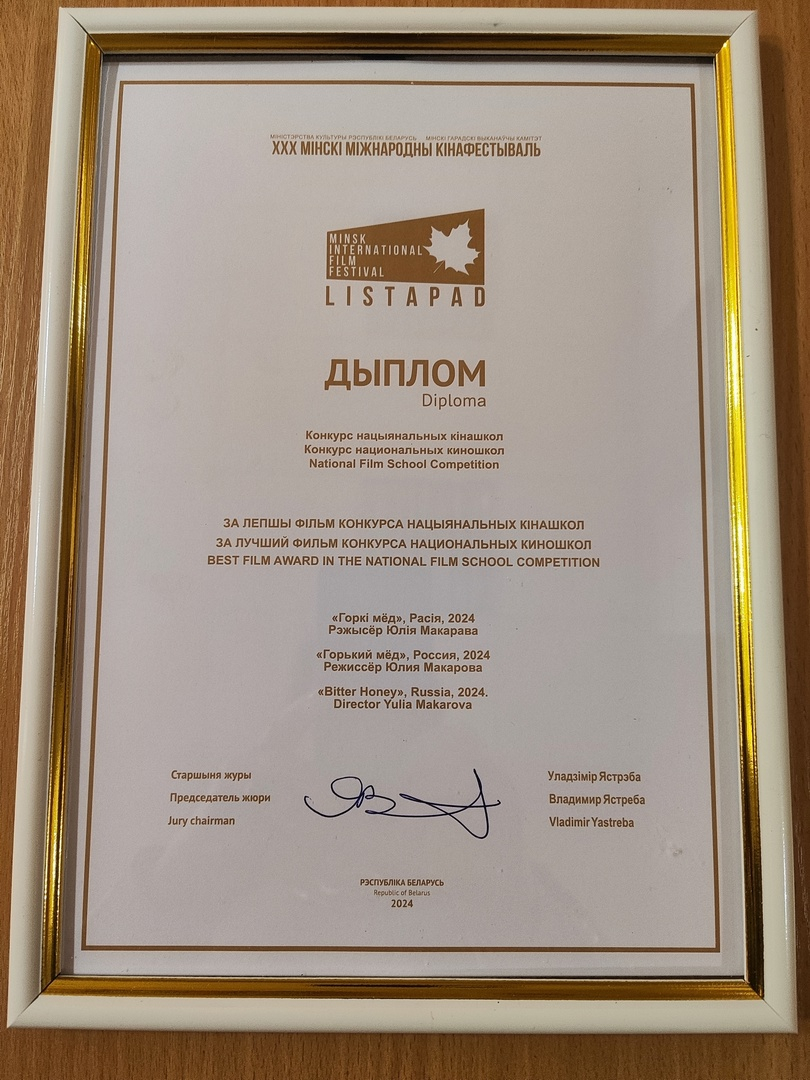 МІНІСТЭРСТВА КУЛЬТУРЫ РЭСПУБЛІКІ БЕЛАРУСЬ МІНСКІ ГАРАДСКІ ВЫКАНАЎЧЫ КАМІТЭТ
XXX МІНСКІ МІЖНАРОДНЫ КІНАФЕСТЫВАЛЬ
MINSK
INTERNATIONAL
FILM
FESTIVAL
LISTAPAD
ДЫПЛОМ
Diploma
Конкурс нацыянальных кінашкол
Конкурс национальных киношкол
National Film School Competition
ЗА ЛЕПШЫ ФІЛЬМ КОНКУРСА НАЦЫЯНАЛЬНЫХ КІНАШКОЛ
ЗА ЛУЧШИЙ ФИЛЬМ КОНКУРСА НАЦИОНАЛЬНЫХ КИНОШКОЛ
BEST FILM AWARD IN THE NATIONAL FILM SCHOOL COMPETITION
«Горкі мёд», Расія, 2024
Рэжысёр Юлія Макарава
«Горький мёд», Россия, 2024
Режиссёр Юлия Макарова
«Bitter Honey», Russia, 2024.
Director Yulia Makarova
Старшыня журы Уладзімір Ястрэба
Председатель жюри Владимир Ястреба
Jury chairman Vladimir Yastreba
РЭСПУБЛІКА БЕЛАРУСЬ
Republic of Belarus
2024